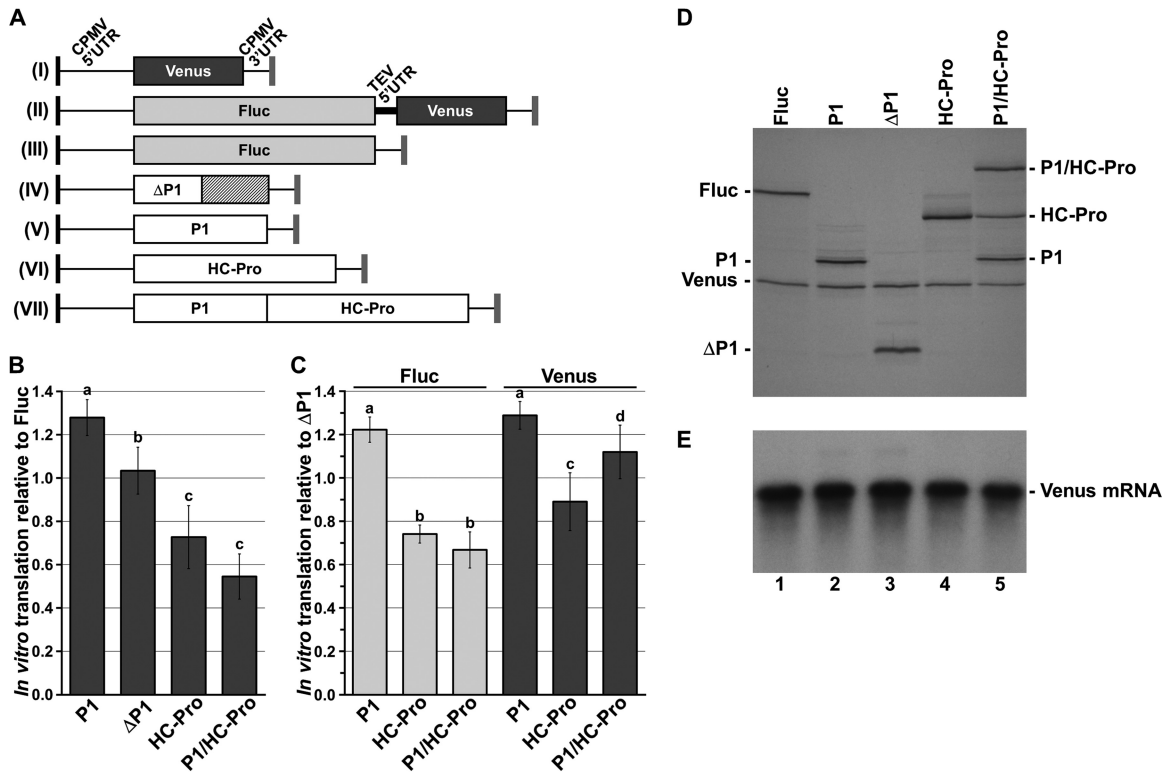 A
CPMV 5'UTR
CPMV 3'UTR
(I)
Venus
TEV 5'UTR
(II)
Fluc
Venus
(III)
Fluc
(IV)
ΔP1
(V)
P1
(VI)
HC-Pro
(VII)
P1
HC-Pro
B
In vitro translation relative to Fluc
1.4
1.2
1.0
0.8
0.6
0.4
0.2
0.0
a
b
c
c
P1
ΔP1
HC-Pro
P1/HC-Pro
C
In vitro translation relative to ΔP1
Fluc
Venus
1.4
1.2
1.0
0.8
0.6
0.4
0.2
0.0
a
b
b
a
c
d
P1
HC-Pro
P1/HC-Pro
P1
HC-Pro
P1/HC-Pro
D
Fluc
P1
ΔP1
HC-Pro
P1/HC-Pro
Fluc -
P1 -
Venus -
ΔP1 -
- P1/HC-Pro
- HC-Pro
- P1
E
- Venus mRNA
1 2 3 4 5